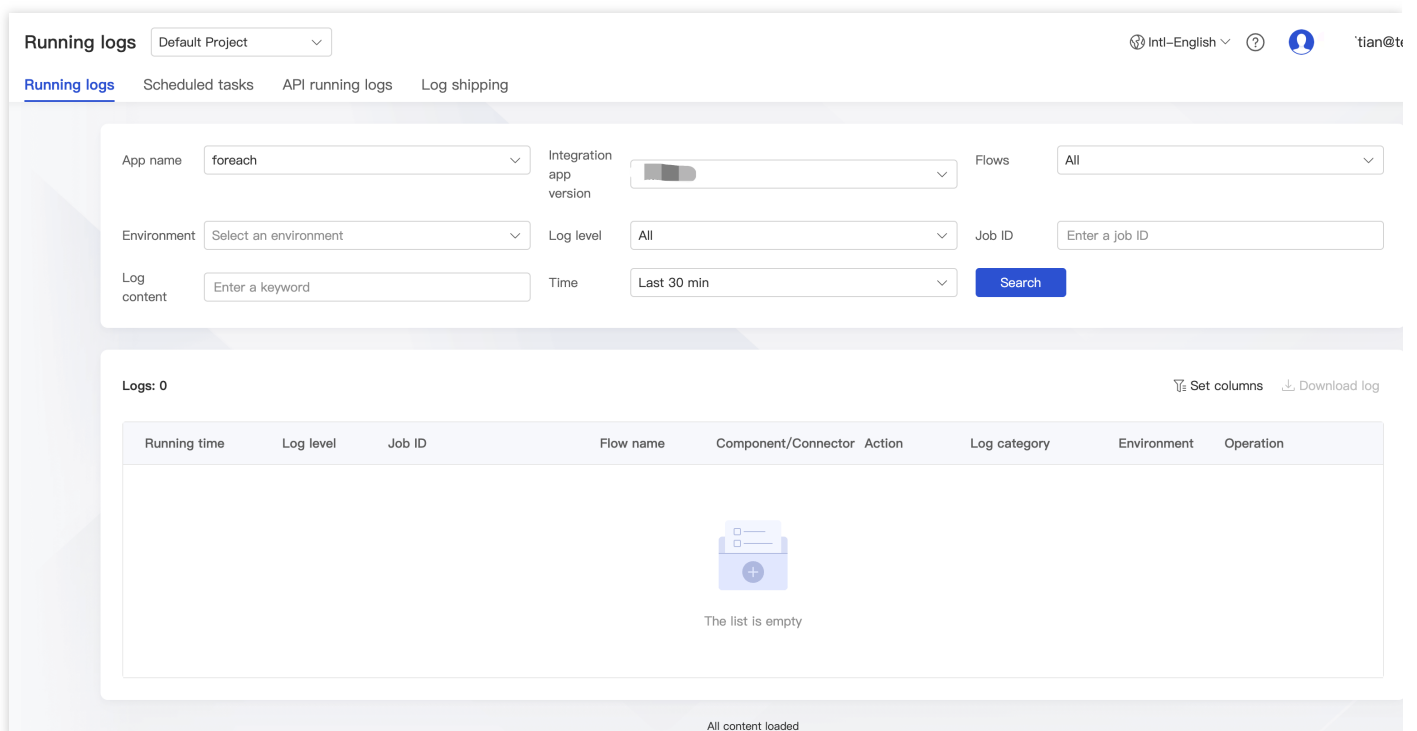 Running logs Default Project Intl-English `tian@te
Running logs Scheduled tasks API running logs Log shipping
App name foreach Integration app version Flows All
Environment Select an environment Log level All Job ID Enter a job ID
Log content Enter a keyword Time Last 30 min Search
Logs: 0 Set columns Download log
Running time Log level Job ID Flow name Component/Connector Action Log category Environment Operation
The list is empty
All content loaded